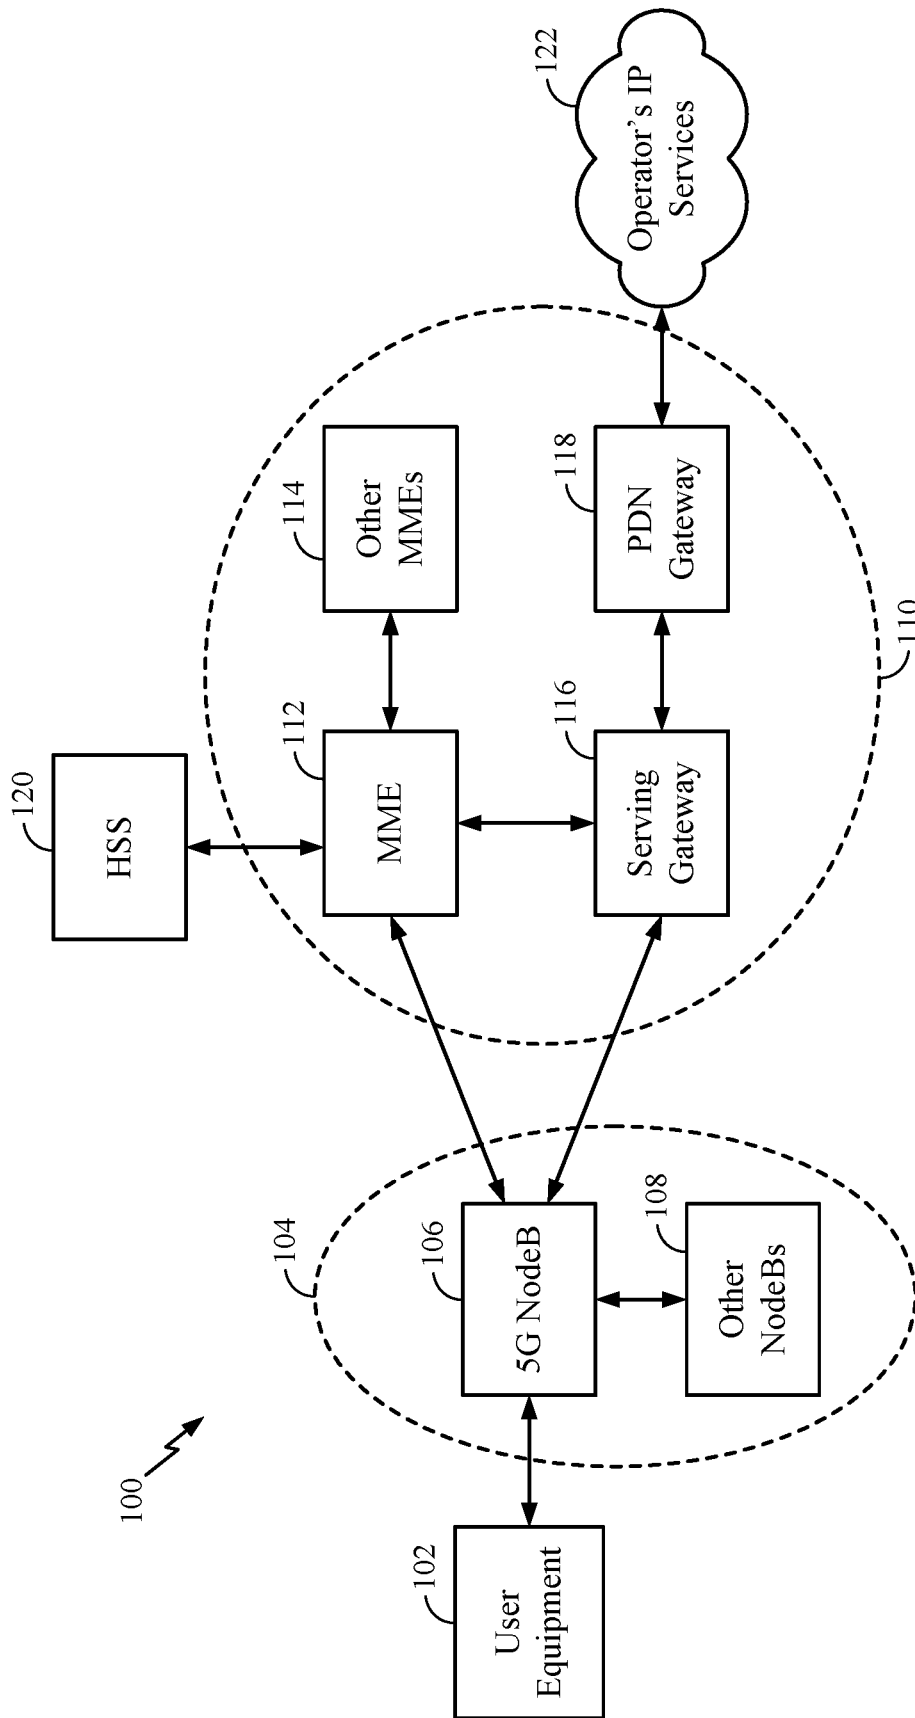 100
102
User
Equipment
104
106
5G NodeB
108
Other
NodeBs
120
HSS
112
MME
114
Other
MMEs
116
Serving
Gateway
118
PDN
Gateway
110
122
Operator’s IP
Services